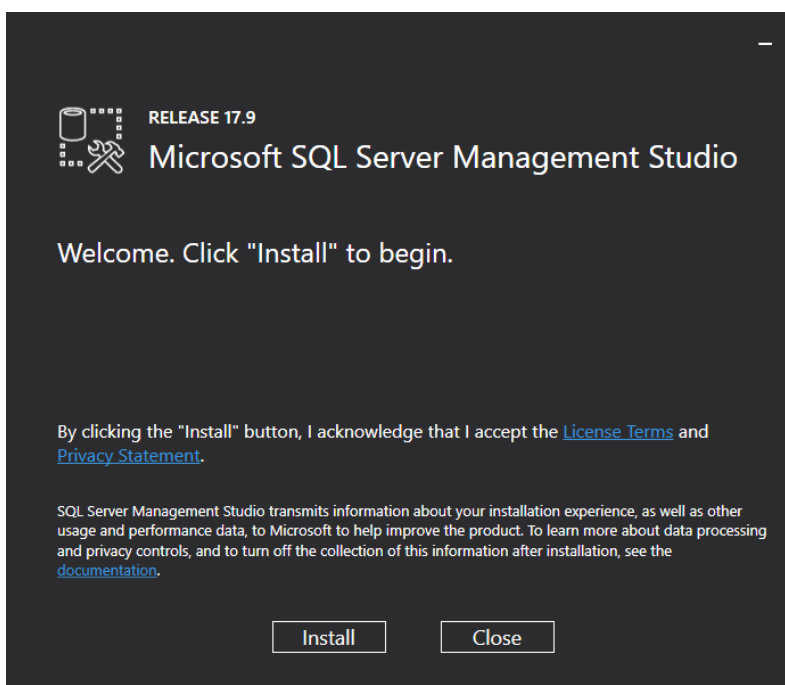 RELEASE 17.9
Microsoft SQL Server Management Studio
Welcome. Click "Install" to begin.
By clicking the "Install" button, I acknowledge that I accept the License Terms and
Privacy Statement.
SQL Server Management Studio transmits information about your installation experience, as well as other
usage and performance data, to Microsoft to help improve the product. To learn more about data processing
and privacy controls, and to turn off the collection of this information after installation, see the
documentation.
Install Close